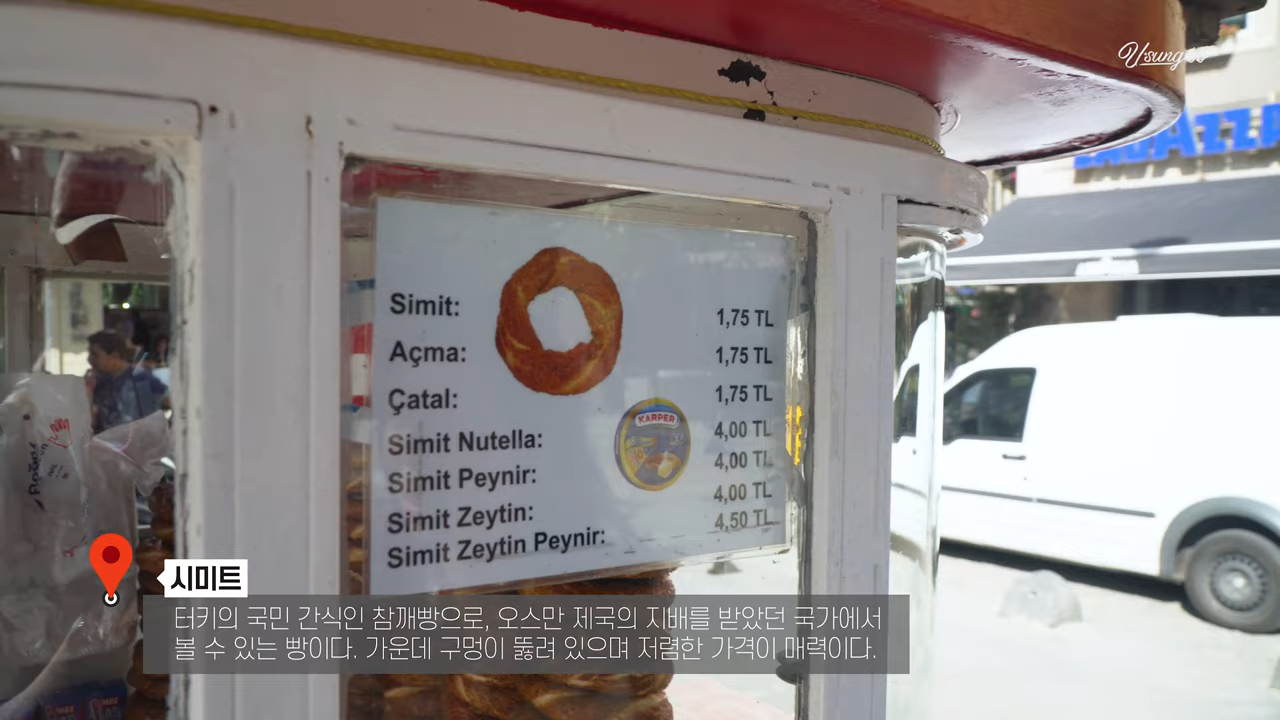 Simit: 1,75 TL
Açma: 1,75 TL
Çatal: 1,75 TL
Simit Nutella: 4,00 TL
Simit Peynir: 4,00 TL
Simit Zeytin: 4,00 TL
Simit Zeytin Peynir: 4,50 TL
KARPER
시미트
터키의 국민 간식인 참깨빵으로, 오스만 제국의 지배를 받았던 국가에서
볼 수 있는 빵이다. 가운데 구멍이 뚫려 있으며 저렴한 가격이 매력이다.